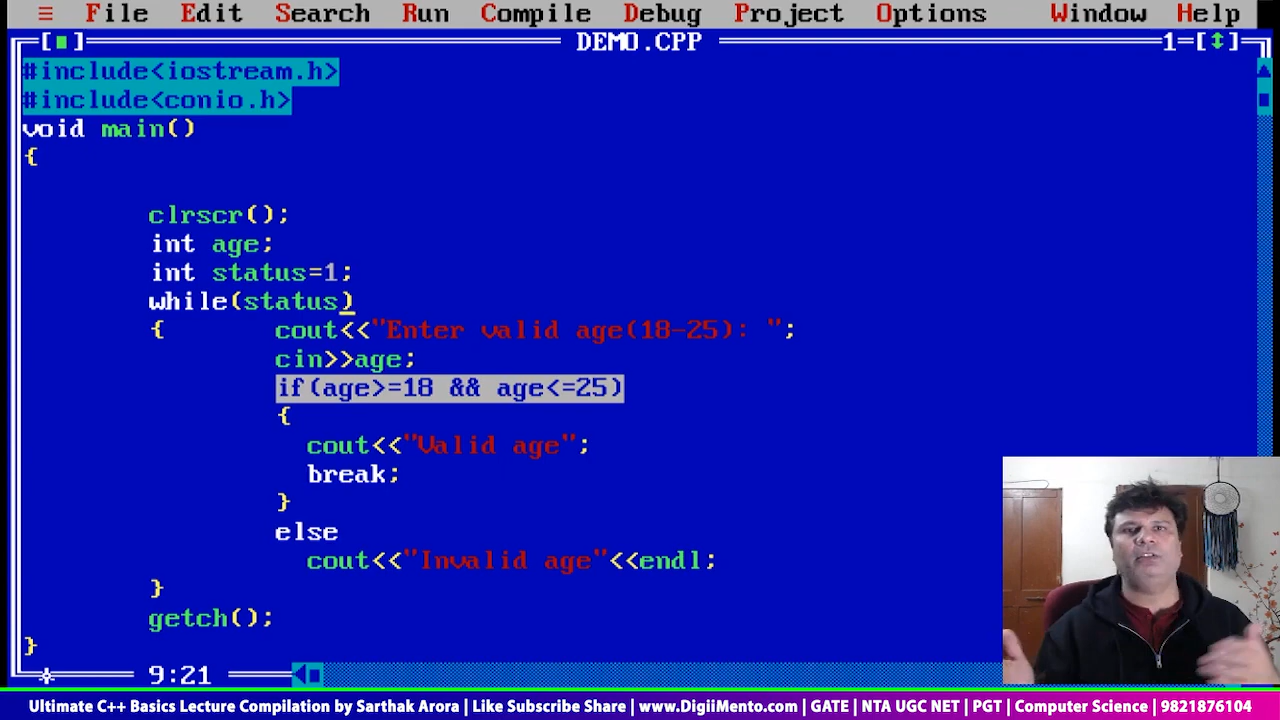 ≡ File Edit Search Run Compile Debug Project Options Window Help
[■] DEMO.CPP 1=[↕]
#include<iostream.h>
#include<conio.h>
void main()
{
clrscr();
int age;
int status=1;
while(status)
{ cout<<"Enter valid age(18-25): ";
cin>>age;
if(age>=18 && age<=25)
{
cout<<"Valid age";
break;
}
else
cout<<"Invalid age"<<endl;
}
getch();
}
9:21
Ultimate C++ Basics Lecture Compilation by Sarthak Arora | Like Subscribe Share | www.DigiiMento.com | GATE | NTA UGC NET | PGT | Computer Science | 9821876104